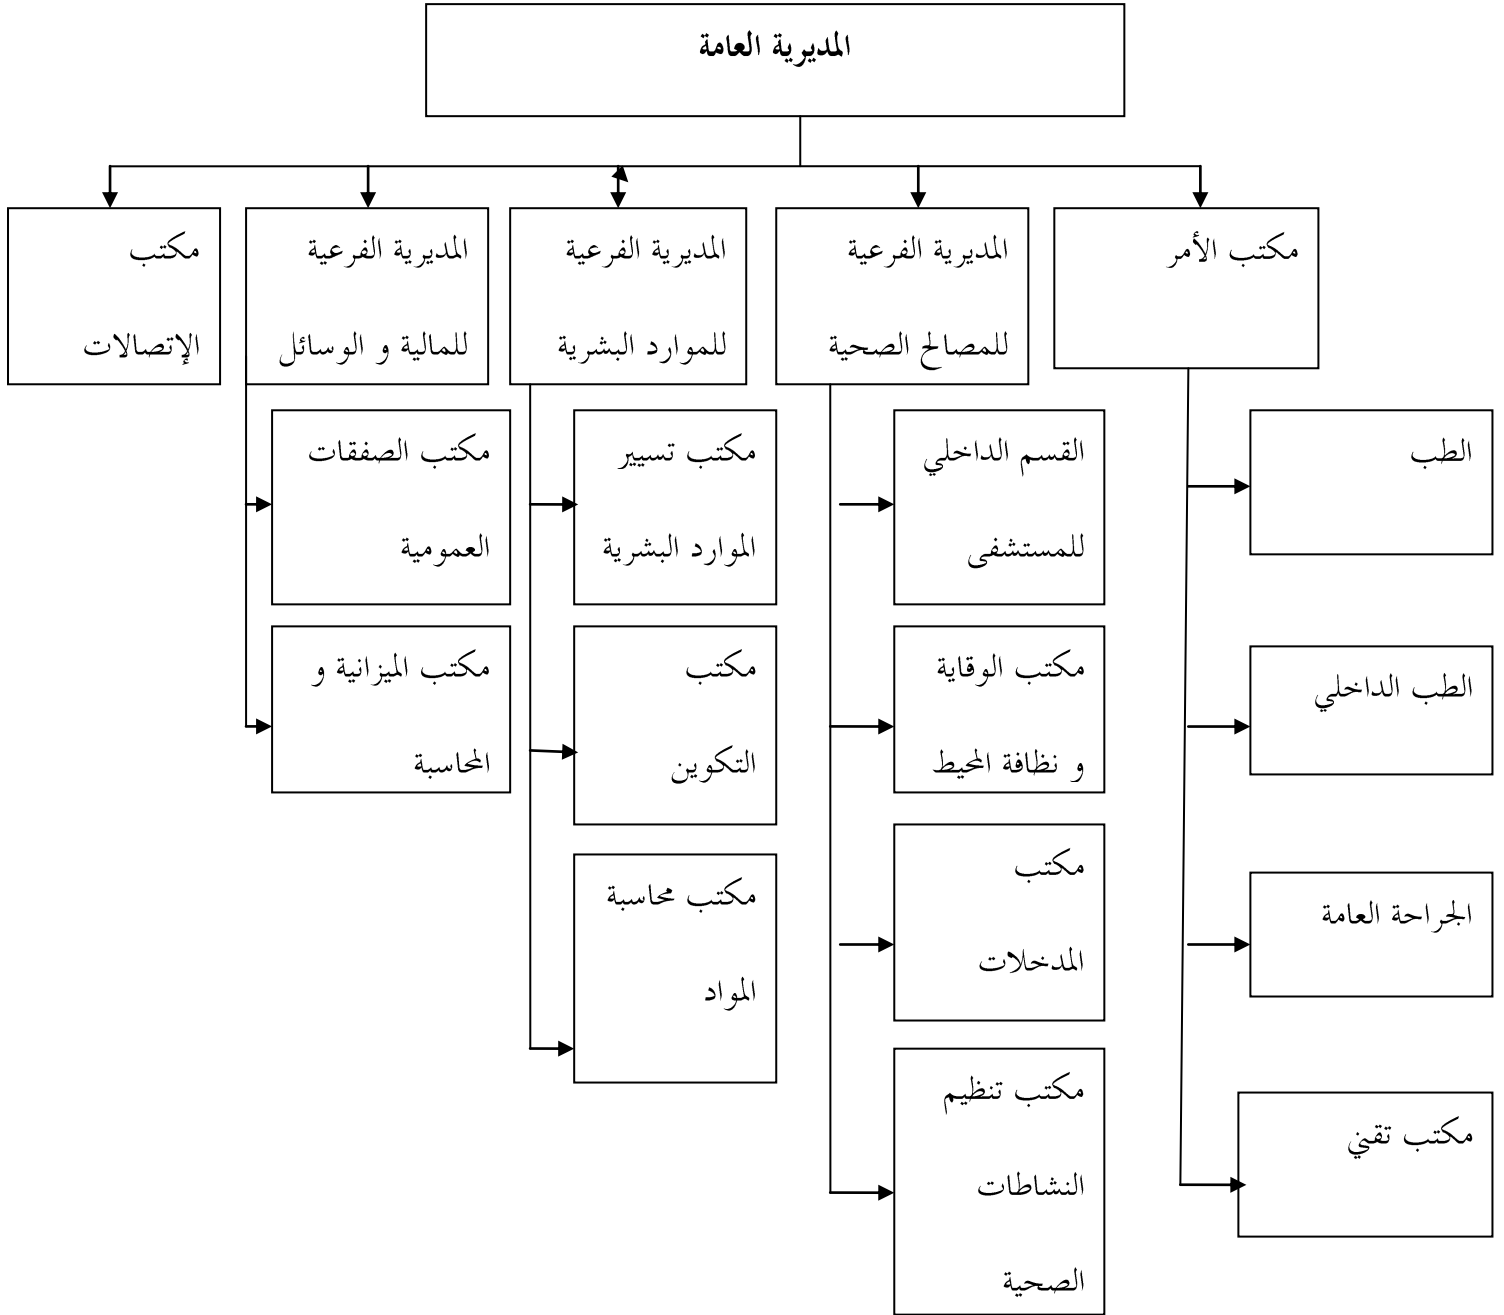 المديرية العامة
مكتب الأمر
المديرية الفرعية
للمصالح الصحية
المديرية الفرعية
للموارد البشرية
المديرية الفرعية
للمالية و الوسائل
مكتب
الإتصالات
الطب
الطب الداخلي
الجراحة العامة
مكتب تقني
القسم الداخلي
للمستشفى
مكتب الوقاية
و نظافة المحيط
مكتب
المدخلات
مكتب تنظيم
النشاطات
الصحية
مكتب تسيير
الموارد البشرية
مكتب
التكوين
مكتب محاسبة
المواد
مكتب الصفقات
العمومية
مكتب الميزانية و
المحاسبة